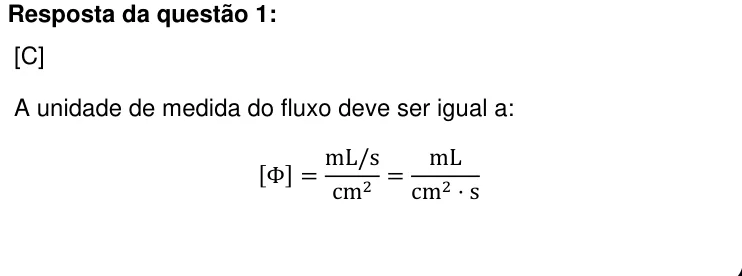 Resposta da questão 1:
[C]
A unidade de medida do fluxo deve ser igual a:
[Φ] = mL/s / cm² = mL / cm² · s